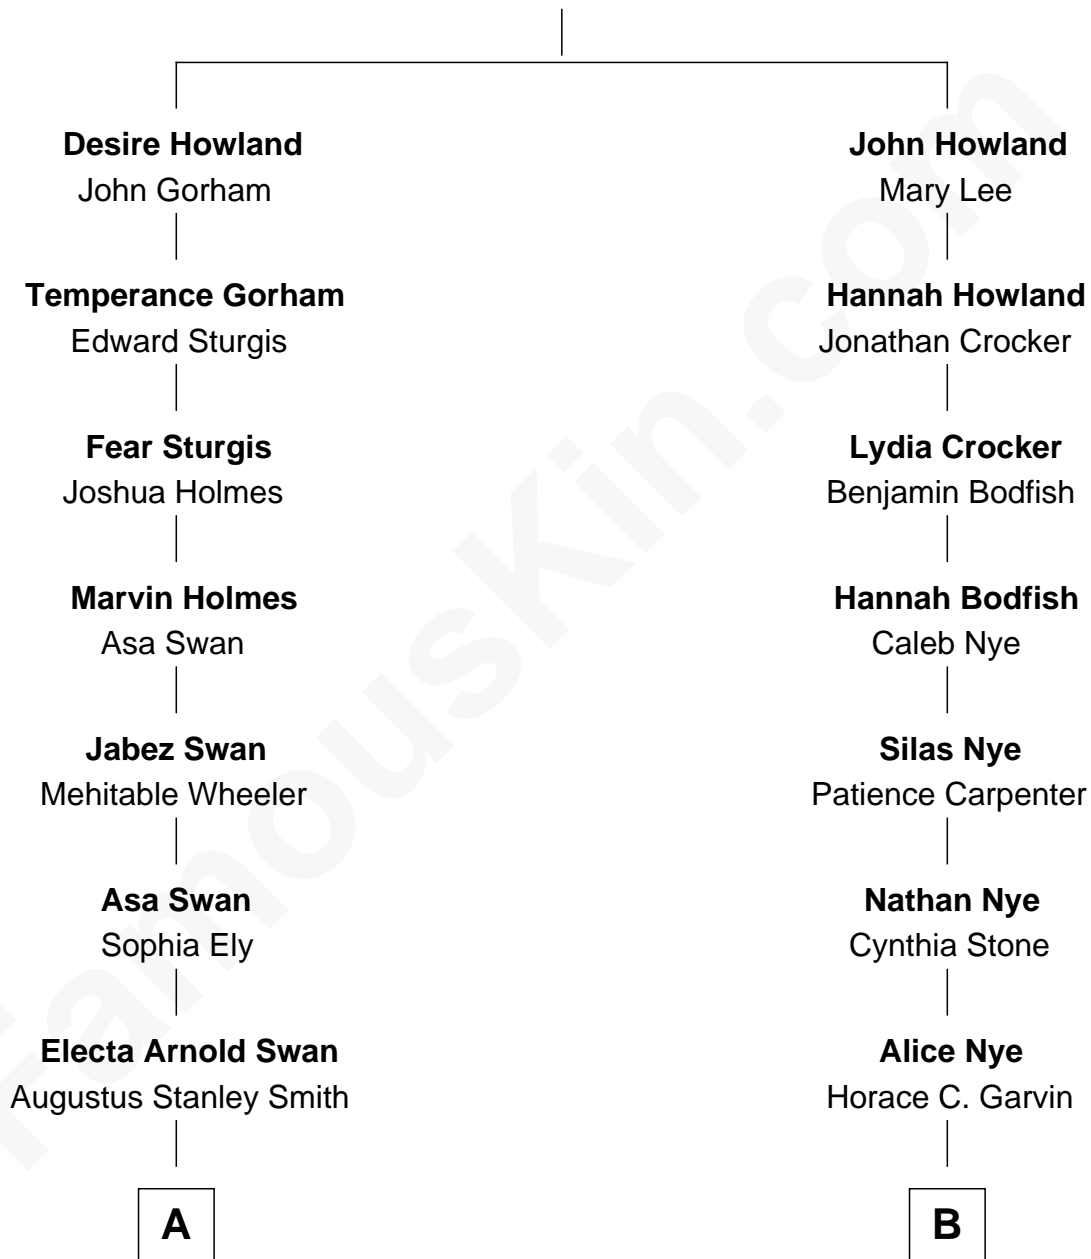 Desire Howland
John Gorham
Temperance Gorham
Edward Sturgis
Fear Sturgis
Joshua Holmes
Marvin Holmes
Asa Swan
Jabez Swan
Mehitable Wheeler
Asa Swan
Sophia Ely
Electa Arnold Swan
Augustus Stanley Smith
A
John Howland
Mary Lee
Hannah Howland
Jonathan Crocker
Lydia Crocker
Benjamin Bodfish
Hannah Bodfish
Caleb Nye
Silas Nye
Patience Carpenter
Nathan Nye
Cynthia Stone
Alice Nye
Horace C. Garvin
B
FamousKin.com